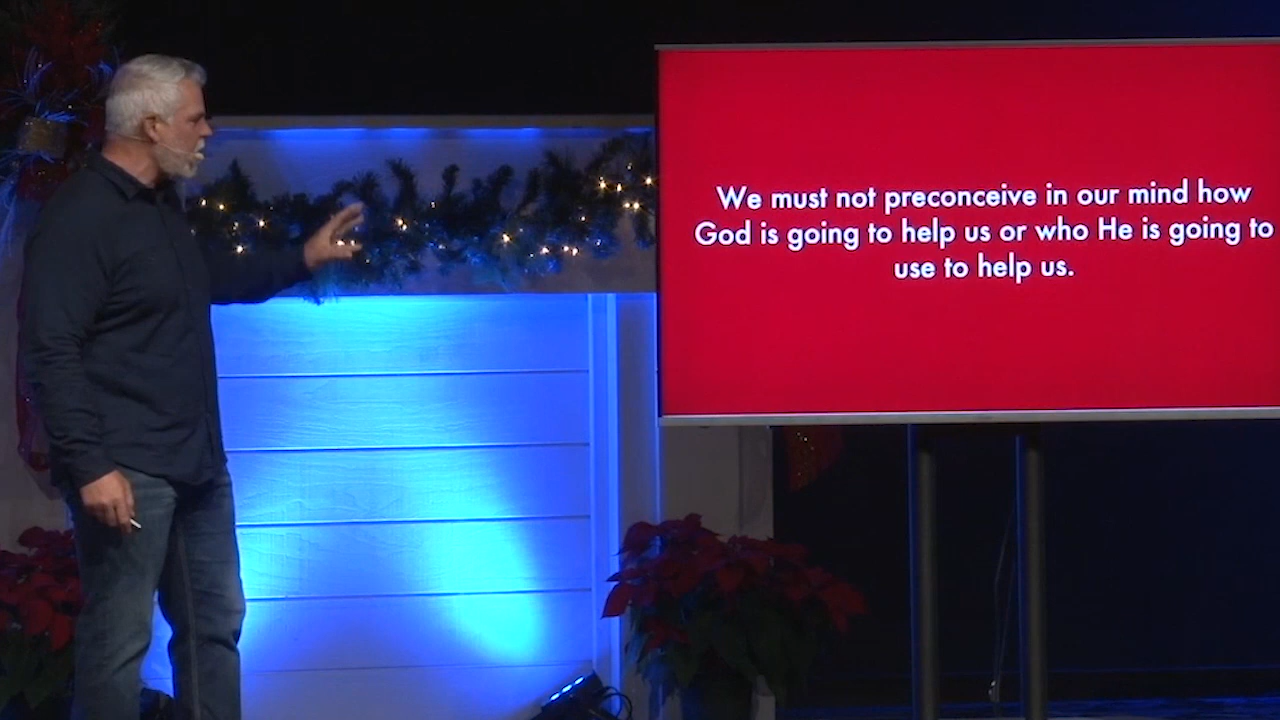 We must not preconceive in our mind how
God is going to help us or who He is going to
use to help us.